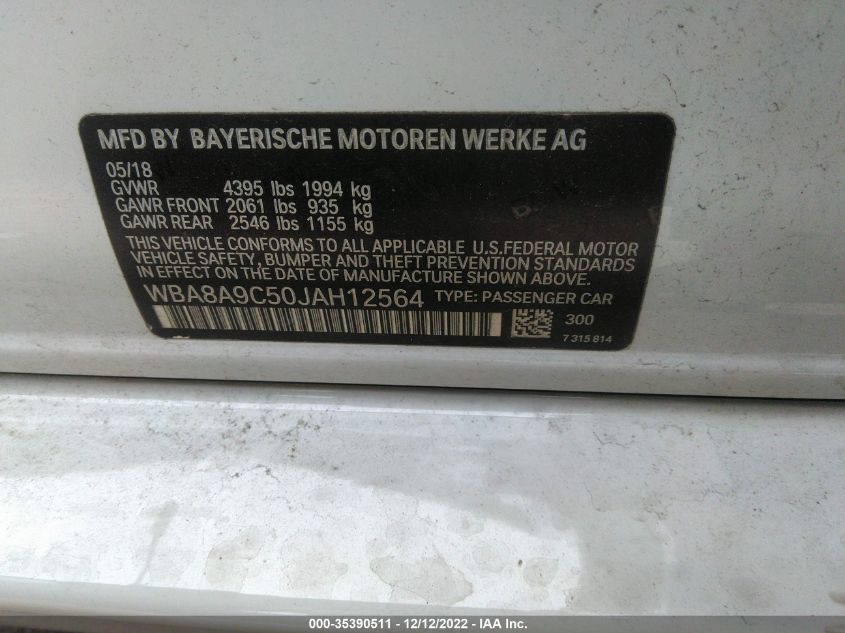 MFD BY BAYERISCHE MOTOREN WERKE AG
05/18
GVWR 4395 lbs 1994 kg
GAWR FRONT 2061 lbs 935 kg
GAWR REAR 2546 lbs 1155 kg
THIS VEHICLE CONFORMS TO ALL APPLICABLE U.S.FEDERAL MOTOR
VEHICLE SAFETY, BUMPER AND THEFT PREVENTION STANDARDS
IN EFFECT ON THE DATE OF MANUFACTURE SHOWN ABOVE.
WBA8A9C50JAH12564 TYPE: PASSENGER CAR
300
7 315 814
000-35390511 - 12/12/2022 - IAA Inc.